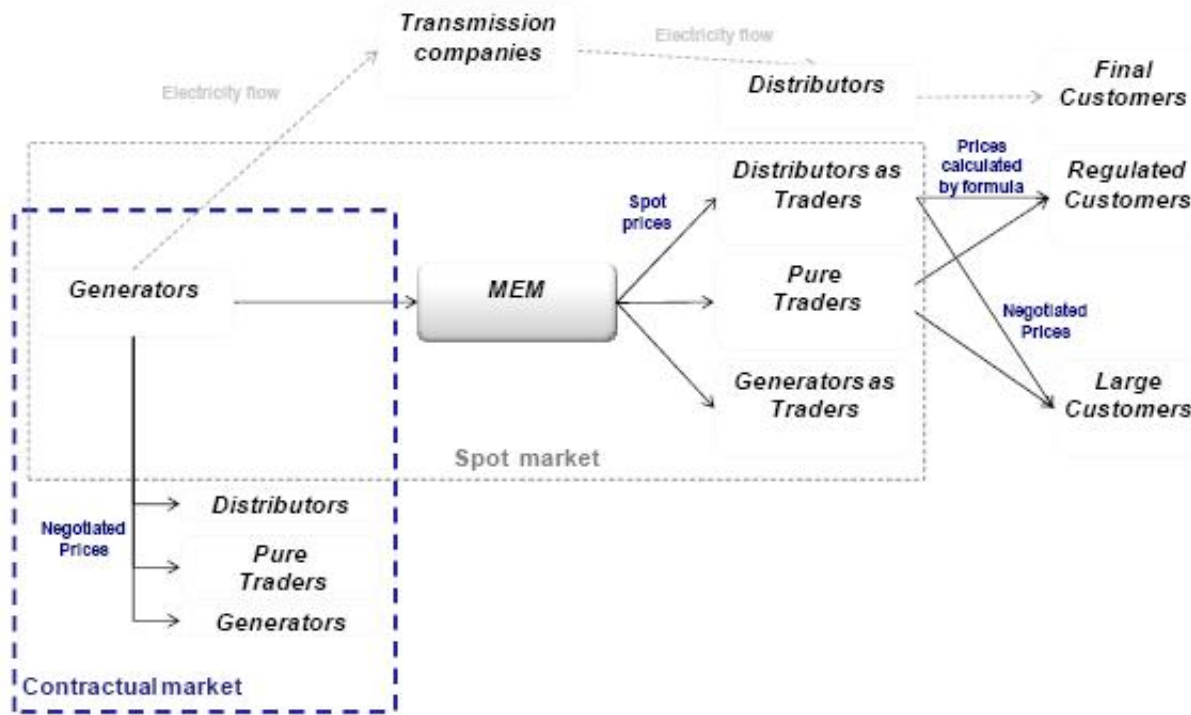 Transmission
companies
Electricity flow
Electricity flow
Distributors
Final
Customers
Prices
calculated
by formula
Distributors as
Traders
Regulated
Customers
Spot
prices
Generators
MEM
Pure
Traders
Negotiated
Prices
Generators as
Traders
Large
Customers
Spot market
Distributors
Negotiated
Prices
Pure
Traders
Generators
Contractual market